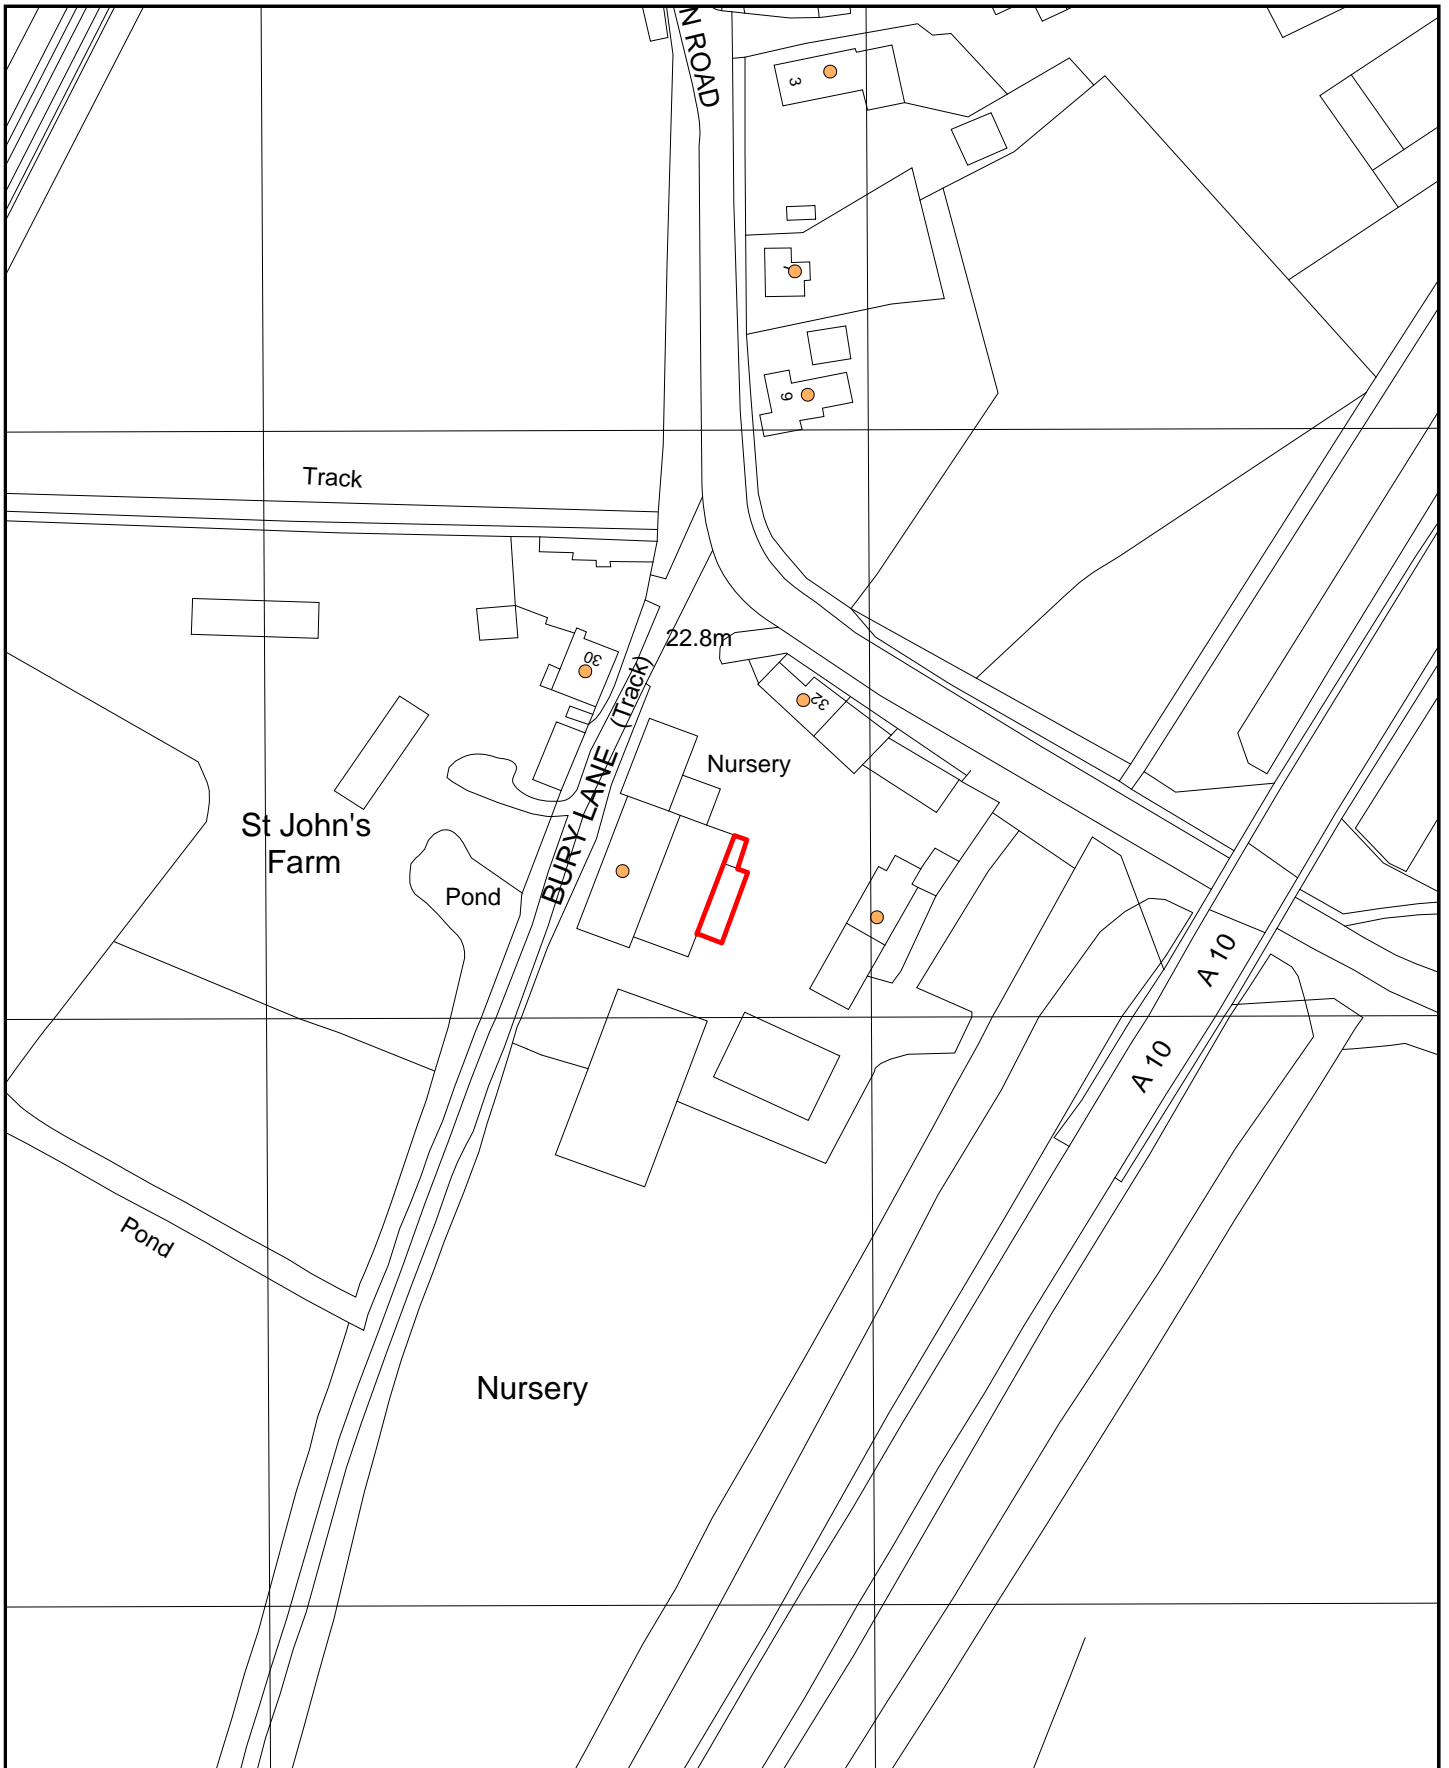 N ROAD
3
7
9
Track
30
22.8m
32
BURY LANE (Track)
Nursery
St John's
Farm
Pond
A 10
A 10
Pond
Nursery